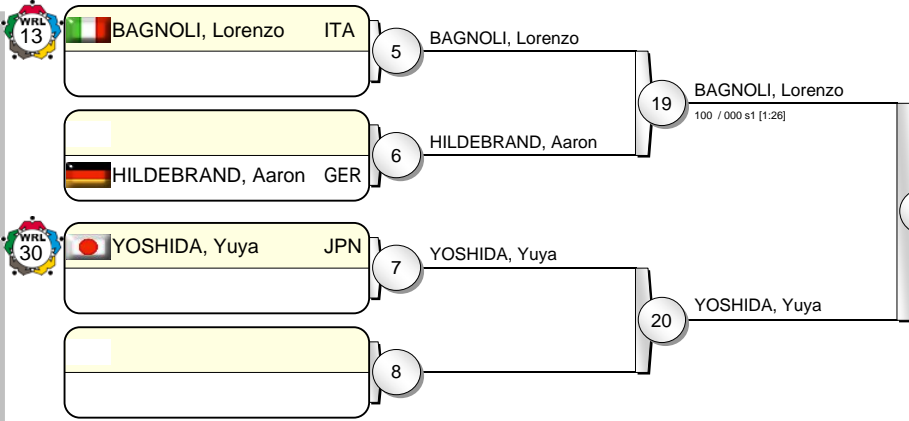 WRL
13
BAGNOLI, Lorenzo ITA
5
BAGNOLI, Lorenzo
19
BAGNOLI, Lorenzo
100 / 000 s1 [1:26]
6
HILDEBRAND, Aaron
HILDEBRAND, Aaron GER
WRL
30
YOSHIDA, Yuya JPN
7
YOSHIDA, Yuya
20
YOSHIDA, Yuya
8